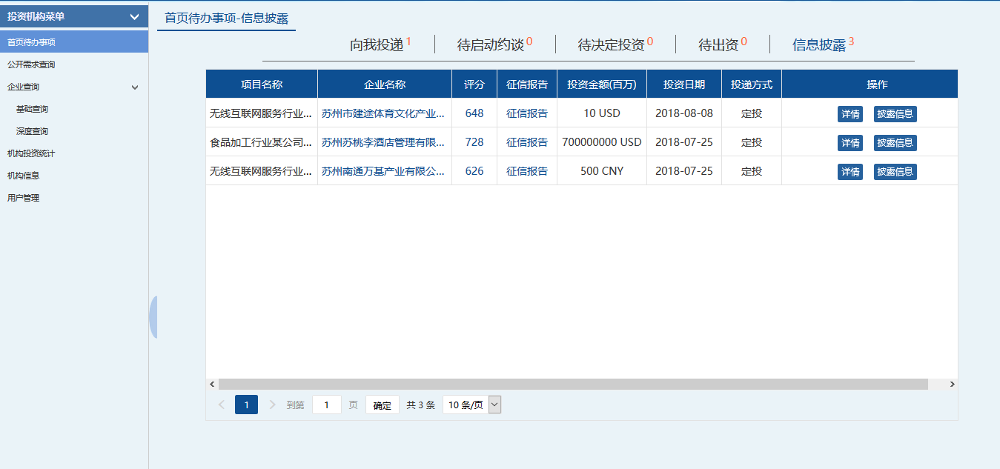 投资机构菜单
首页待办事项
公开需求查询
企业查询
基础查询
深度查询
机构投资统计
机构信息
用户管理
首页待办事项-信息披露
向我投递 1 待启动约谈 0 待决定投资 0 待出资 0 信息披露 3
项目名称 企业名称 评分 征信报告 投资金额(百万) 投资日期 投递方式 操作
无线互联网服务行业... 苏州市建途体育文化产业... 648 征信报告 10 USD 2018-08-08 定投 详情 披露信息
食品加工行业某公司... 苏州苏桃李酒店管理有限... 728 征信报告 700000000 USD 2018-07-25 定投 详情 披露信息
无线互联网服务行业... 苏州南通万基产业有限公... 626 征信报告 500 CNY 2018-07-25 定投 详情 披露信息
1 到第 1 页 确定 共 3 条 10 条/页